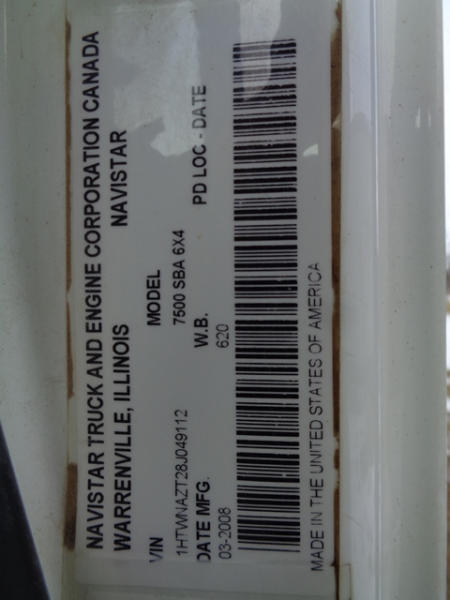 NAVISTAR TRUCK AND ENGINE CORPORATION CANADA
WARRENVILLE, ILLINOIS NAVISTAR
VIN MODEL
1HTWNAZT28J049112 7500 SBA 6X4
DATE MFG. W.B. PD LOC - DATE
03-2008 620
MADE IN THE UNITED STATES OF AMERICA